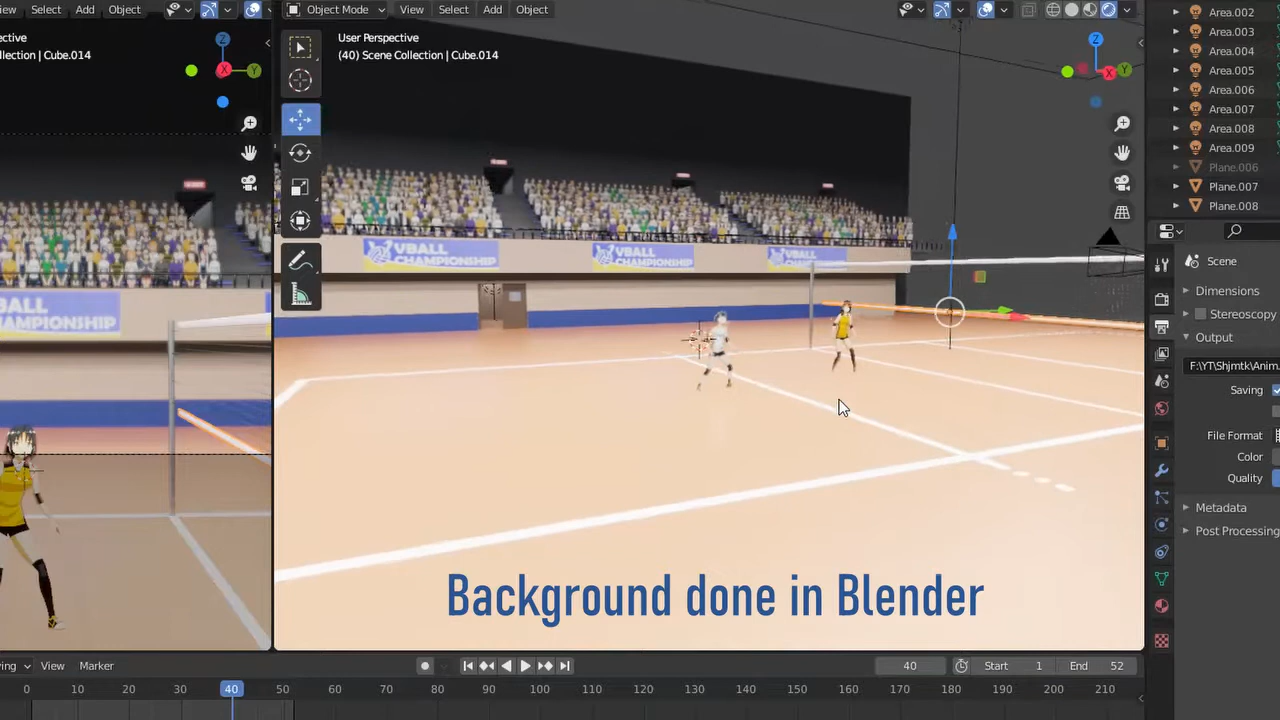 iew Select Add Object
Object Mode View Select Add Object
ective
llection | Cube.014
User Perspective
(40) Scene Collection | Cube.014
Z
X
Y
Z
X
Y
Area.002
Area.003
Area.004
Area.005
Area.006
Area.007
Area.008
Area.009
Plane.006
Plane.007
Plane.008
VBALL
CHAMPIONSHIP
VBALL
CHAMPIONSHIP
VBALL
CHAMPIONSHIP
BALL
CHAMPIONSHIP
Scene
Dimensions
Stereoscopy
Output
F:\YT\Shjmtk\Anim.
Saving
File Format
Color
Quality
Metadata
Post Processing
Background done in Blender
ying View Marker
40 Start 1 End 52
0 10 20 30 40 50 60 70 80 90 100 110 120 130 140 150 160 170 180 190 200 210